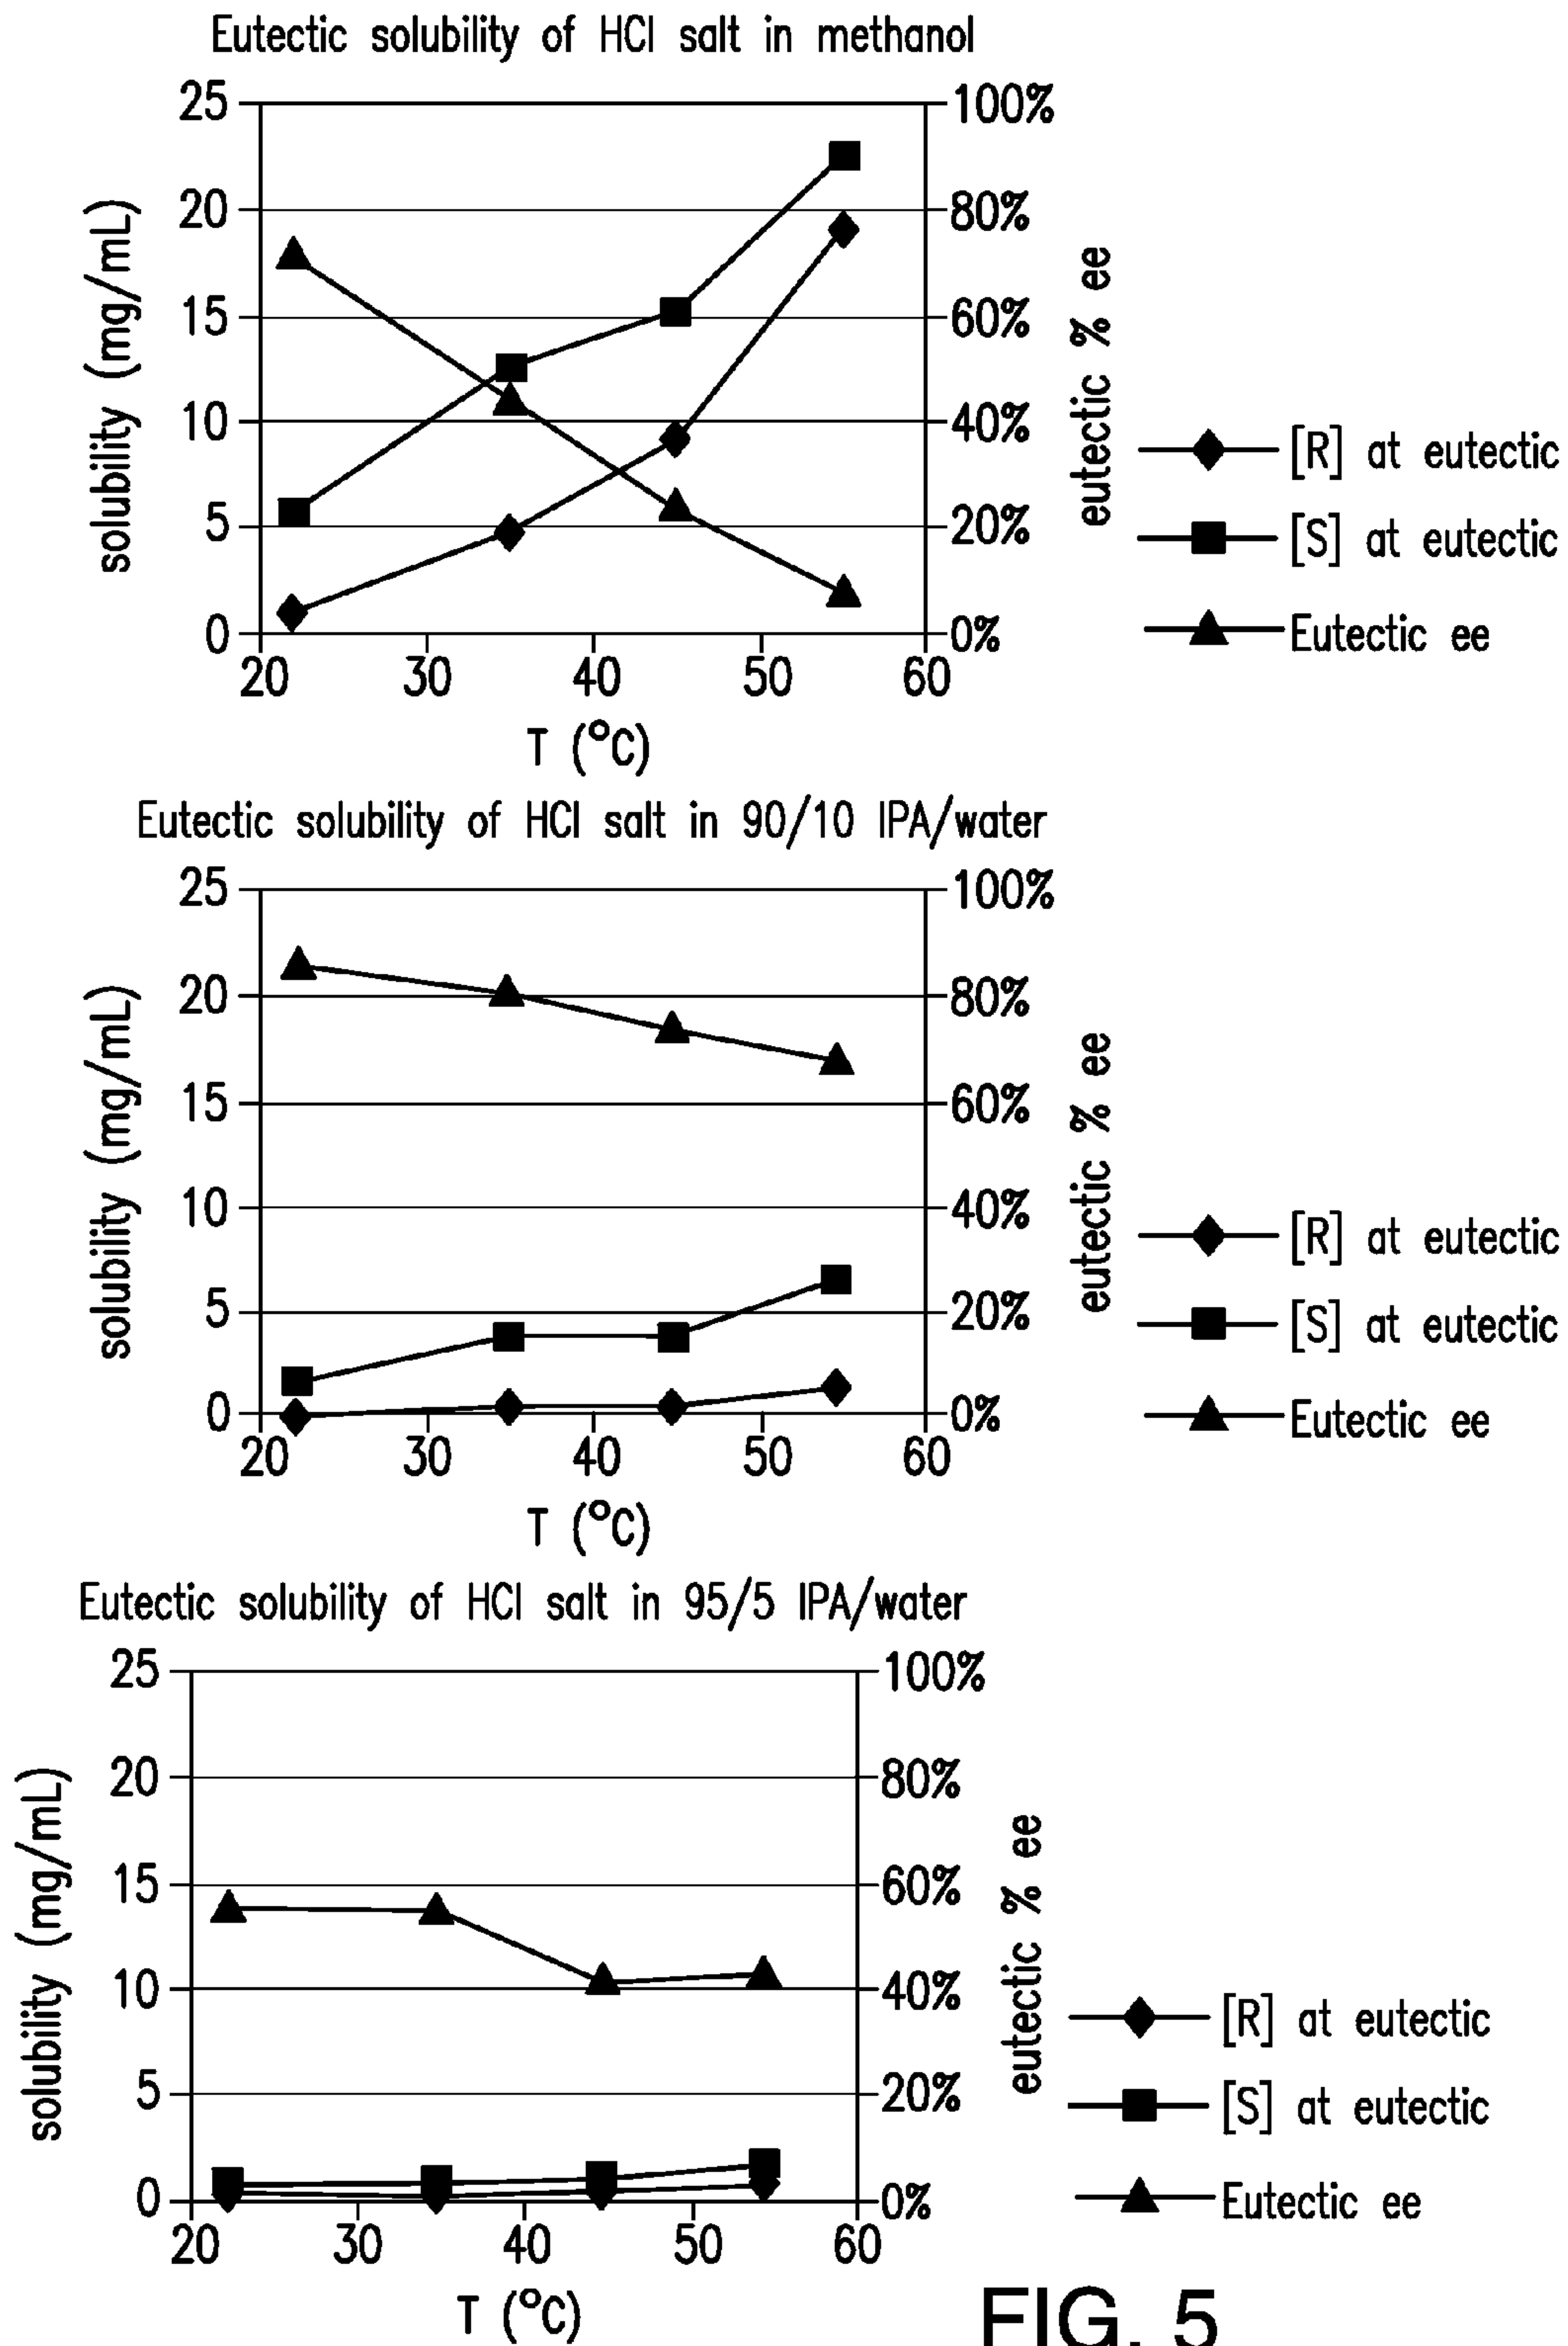 Eutectic solubility of HCl salt in methanol
25
20
15
10
5
0
100%
80%
60%
40%
20%
0%
20 30 40 50 60
solubility (mg/mL)
eutectic % ee
T (°C)
[R] at eutectic
[S] at eutectic
Eutectic ee
Eutectic solubility of HCl salt in 90/10 IPA/water
25
20
15
10
5
0
100%
80%
60%
40%
20%
0%
20 30 40 50 60
solubility (mg/mL)
eutectic % ee
T (°C)
[R] at eutectic
[S] at eutectic
Eutectic ee
Eutectic solubility of HCl salt in 95/5 IPA/water
25
20
15
10
5
0
100%
80%
60%
40%
20%
0%
20 30 40 50 60
solubility (mg/mL)
eutectic % ee
T (°C)
[R] at eutectic
[S] at eutectic
Eutectic ee
FIG. 5